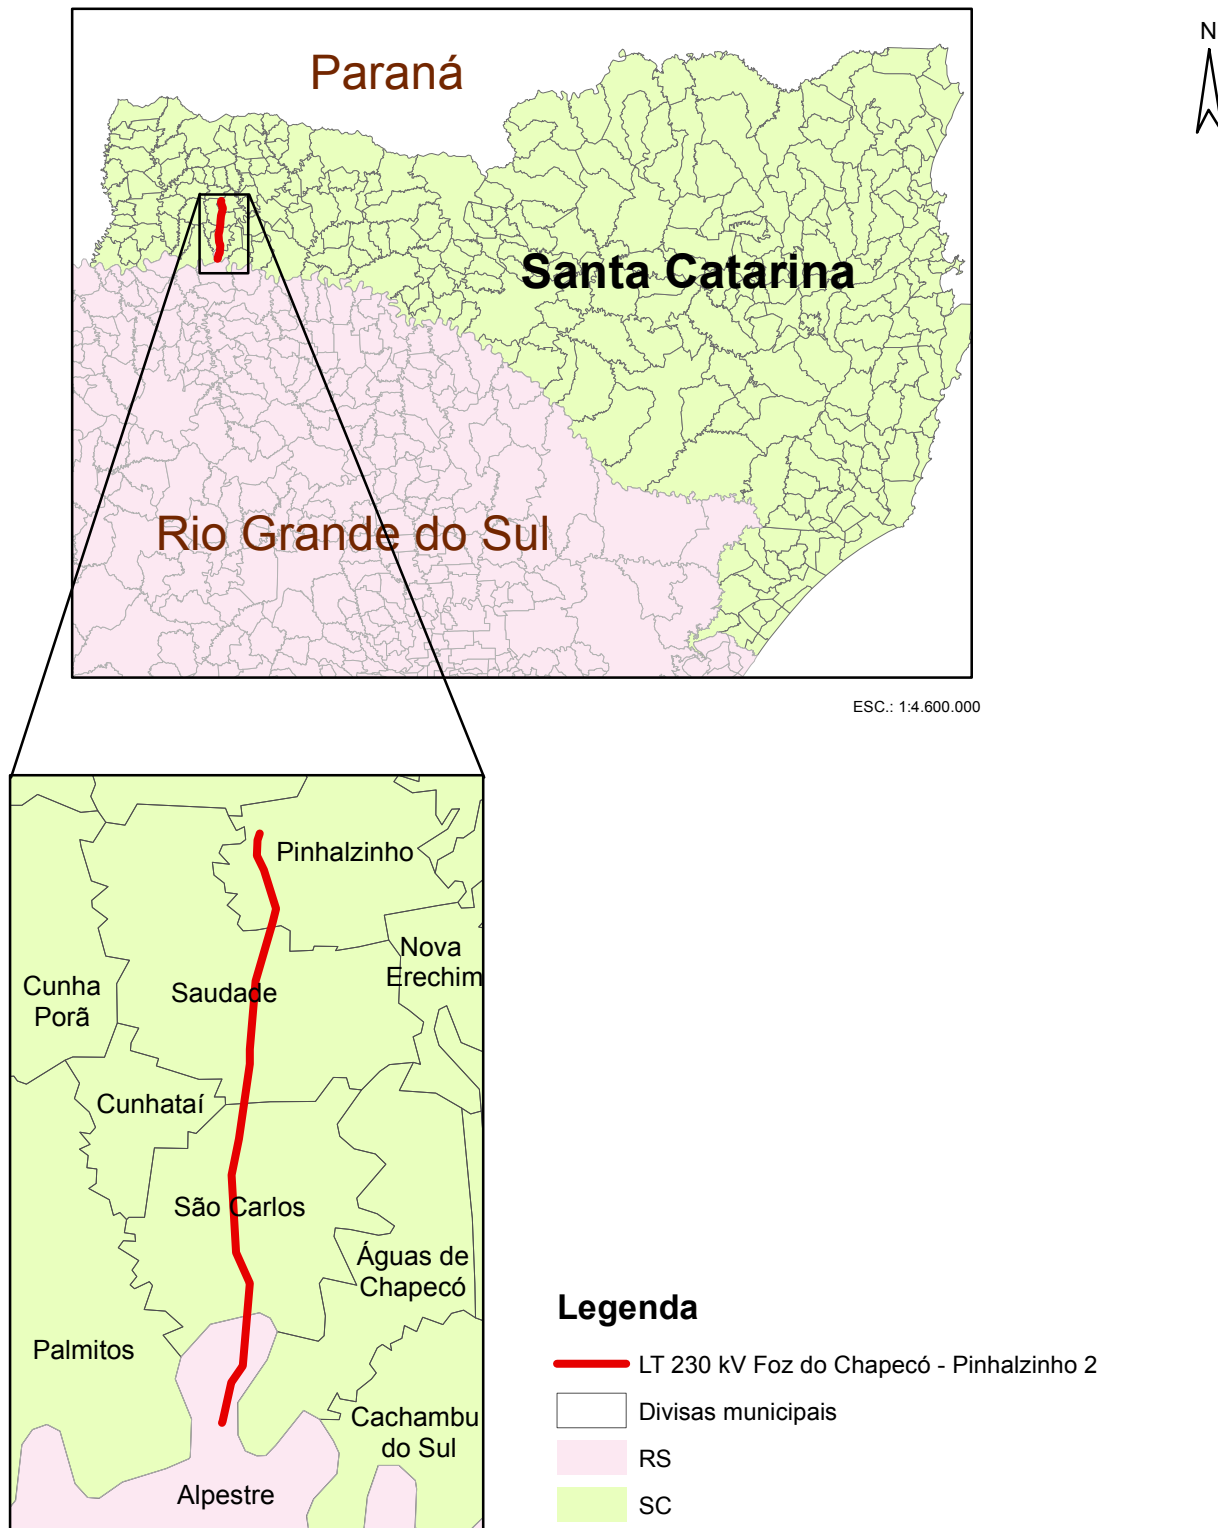 N
Paraná
Santa Catarina
Rio Grande do Sul
ESC.: 1:4.600.000
Pinhalzinho
Nova
Erechim
Cunha
Porã
Saudade
Cunhataí
São Carlos
Águas de
Chapecó
Palmitos
Cachambu
do Sul
Alpestre
Legenda
LT 230 kV Foz do Chapecó - Pinhalzinho 2
Divisas municipais
RS
SC